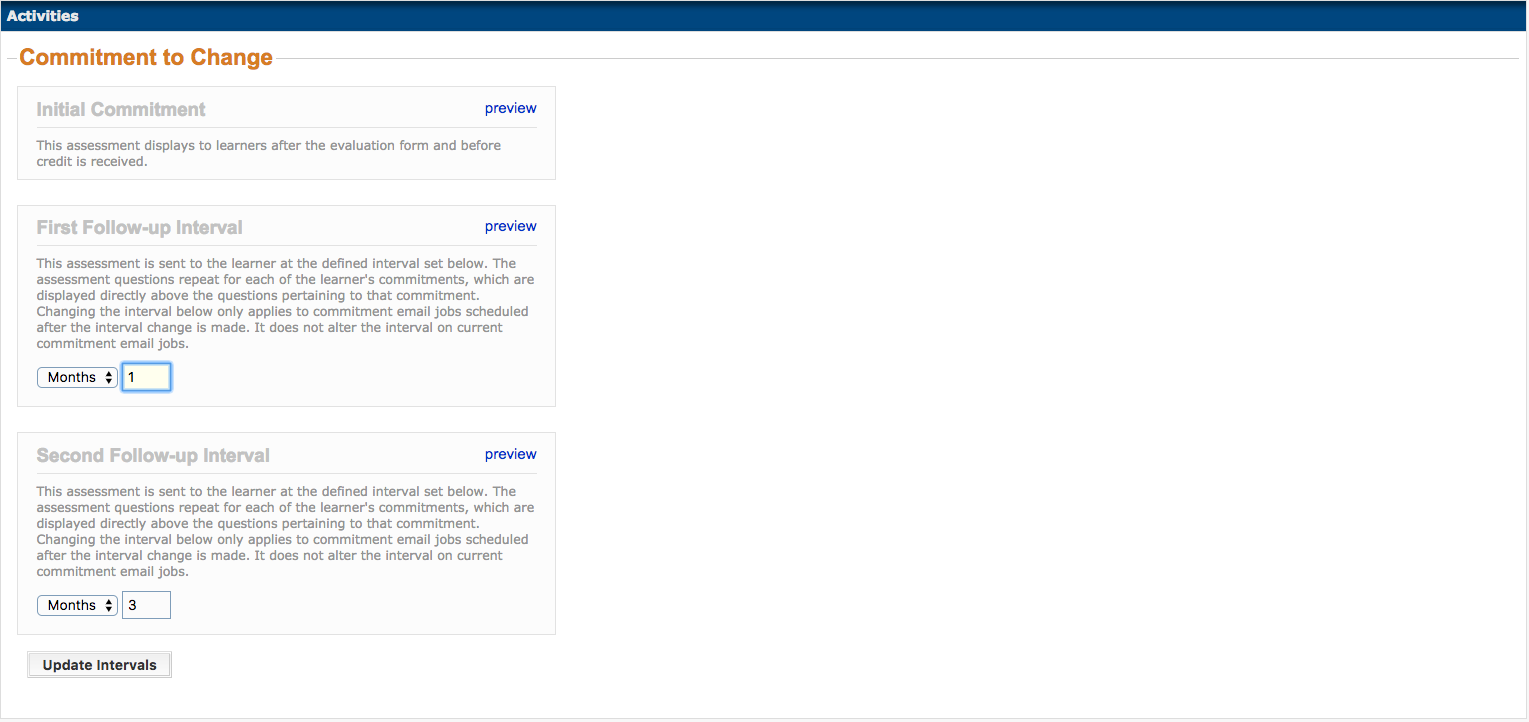 Activities
Commitment to Change
Initial Commitment preview
This assessment displays to learners after the evaluation form and before
credit is received.
First Follow-up Interval preview
This assessment is sent to the learner at the defined interval set below. The
assessment questions repeat for each of the learner's commitments, which are
displayed directly above the questions pertaining to that commitment.
Changing the interval below only applies to commitment email jobs scheduled
after the interval change is made. It does not alter the interval on current
commitment email jobs.
Months 1
Second Follow-up Interval preview
This assessment is sent to the learner at the defined interval set below. The
assessment questions repeat for each of the learner's commitments, which are
displayed directly above the questions pertaining to that commitment.
Changing the interval below only applies to commitment email jobs scheduled
after the interval change is made. It does not alter the interval on current
commitment email jobs.
Months 3
Update Intervals